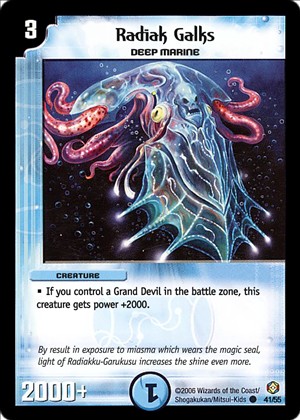 3
Radiak Galks
DEEP MARINE
CREATURE
▪ If you control a Grand Devil in the battle zone, this
creature gets power +2000.
By result in exposure to miasma which wears the magic seal,
light of Radiakku-Garukusu increases the shine even more.
2000+
©2006 Wizards of the Coast/
Shogakukan/Mitsui-Kids ● 41/55